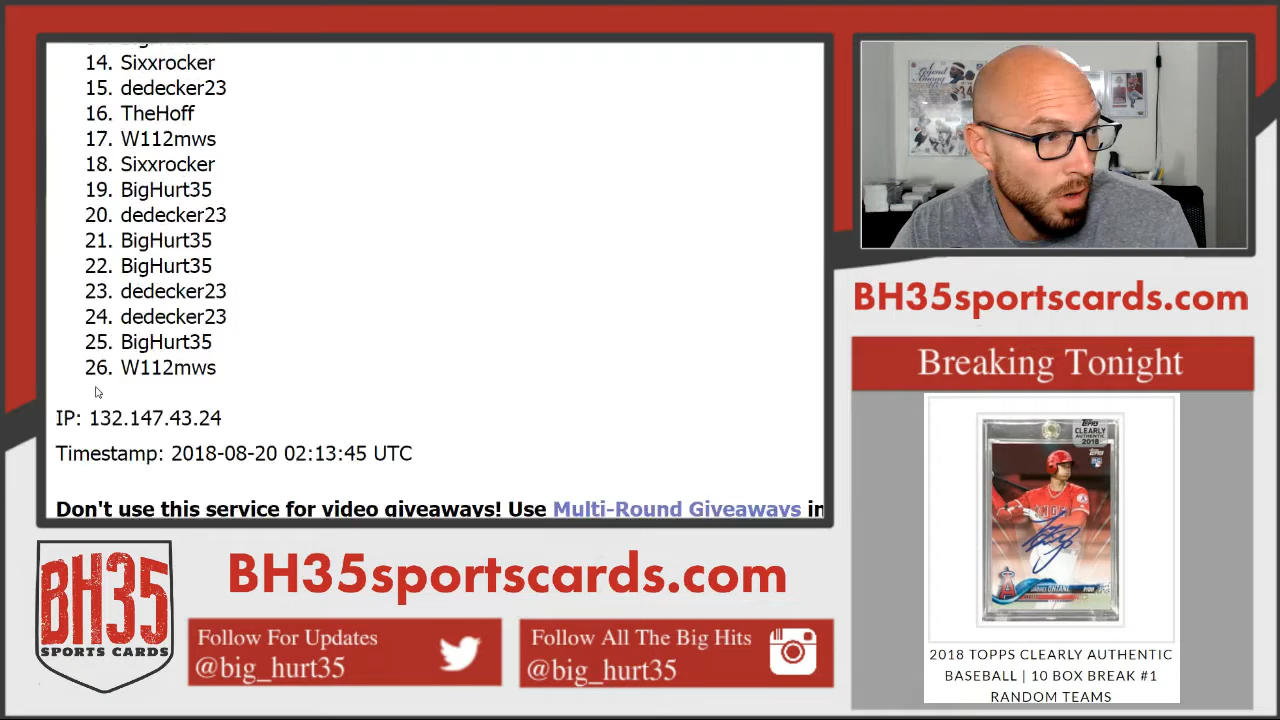 14. Sixxrocker
15. dedecker23
16. TheHoff
17. W112mws
18. Sixxrocker
19. BigHurt35
20. dedecker23
21. BigHurt35
22. BigHurt35
23. dedecker23
24. dedecker23
25. BigHurt35
26. W112mws
IP: 132.147.43.24
Timestamp: 2018-08-20 02:13:45 UTC
Don't use this service for video giveaways! Use Multi-Round Giveaways in
BH35sportscards.com
Breaking Tonight
TOPPS
CLEARLY
AUTHENTIC
2018
2018 TOPPS CLEARLY AUTHENTIC
BASEBALL | 10 BOX BREAK #1
RANDOM TEAMS
BH35
SPORTS CARDS
BH35sportscards.com
Follow For Updates
@big_hurt35
Follow All The Big Hits
@big_hurt35